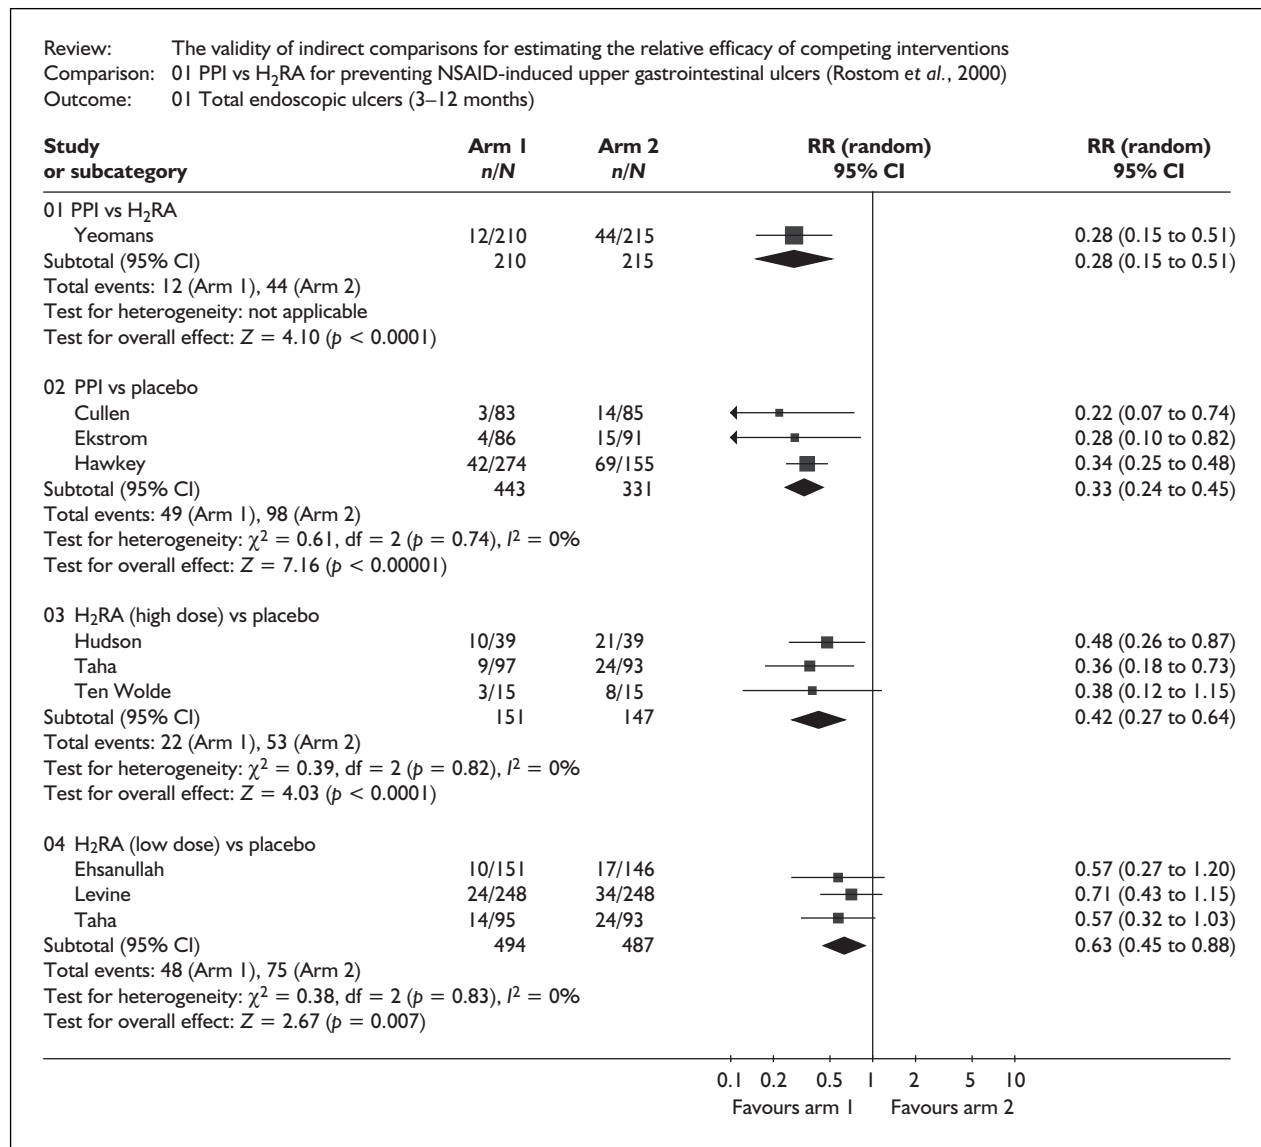 Review: The validity of indirect comparisons for estimating the relative efficacy of competing interventions
Comparison: 01 PPI vs H₂RA for preventing NSAID-induced upper gastrointestinal ulcers (Rostom et al., 2000)
Outcome: 01 Total endoscopic ulcers (3–12 months)
Study Arm 1 Arm 2 RR (random) RR (random)
or subcategory n/N n/N 95% CI 95% CI
01 PPI vs H₂RA
Yeomans 12/210 44/215 0.28 (0.15 to 0.51)
Subtotal (95% CI) 210 215 0.28 (0.15 to 0.51)
Total events: 12 (Arm 1), 44 (Arm 2)
Test for heterogeneity: not applicable
Test for overall effect: Z = 4.10 (p < 0.0001)
02 PPI vs placebo
Cullen 3/83 14/85 0.22 (0.07 to 0.74)
Ekstrom 4/86 15/91 0.28 (0.10 to 0.82)
Hawkey 42/274 69/155 0.34 (0.25 to 0.48)
Subtotal (95% CI) 443 331 0.33 (0.24 to 0.45)
Total events: 49 (Arm 1), 98 (Arm 2)
Test for heterogeneity: χ² = 0.61, df = 2 (p = 0.74), I² = 0%
Test for overall effect: Z = 7.16 (p < 0.00001)
03 H₂RA (high dose) vs placebo
Hudson 10/39 21/39 0.48 (0.26 to 0.87)
Taha 9/97 24/93 0.36 (0.18 to 0.73)
Ten Wolde 3/15 8/15 0.38 (0.12 to 1.15)
Subtotal (95% CI) 151 147 0.42 (0.27 to 0.64)
Total events: 22 (Arm 1), 53 (Arm 2)
Test for heterogeneity: χ² = 0.39, df = 2 (p = 0.82), I² = 0%
Test for overall effect: Z = 4.03 (p < 0.0001)
04 H₂RA (low dose) vs placebo
Ehsanullah 10/151 17/146 0.57 (0.27 to 1.20)
Levine 24/248 34/248 0.71 (0.43 to 1.15)
Taha 14/95 24/93 0.57 (0.32 to 1.03)
Subtotal (95% CI) 494 487 0.63 (0.45 to 0.88)
Total events: 48 (Arm 1), 75 (Arm 2)
Test for heterogeneity: χ² = 0.38, df = 2 (p = 0.83), I² = 0%
Test for overall effect: Z = 2.67 (p = 0.007)
0.1 0.2 0.5 1 2 5 10
Favours arm 1 Favours arm 2